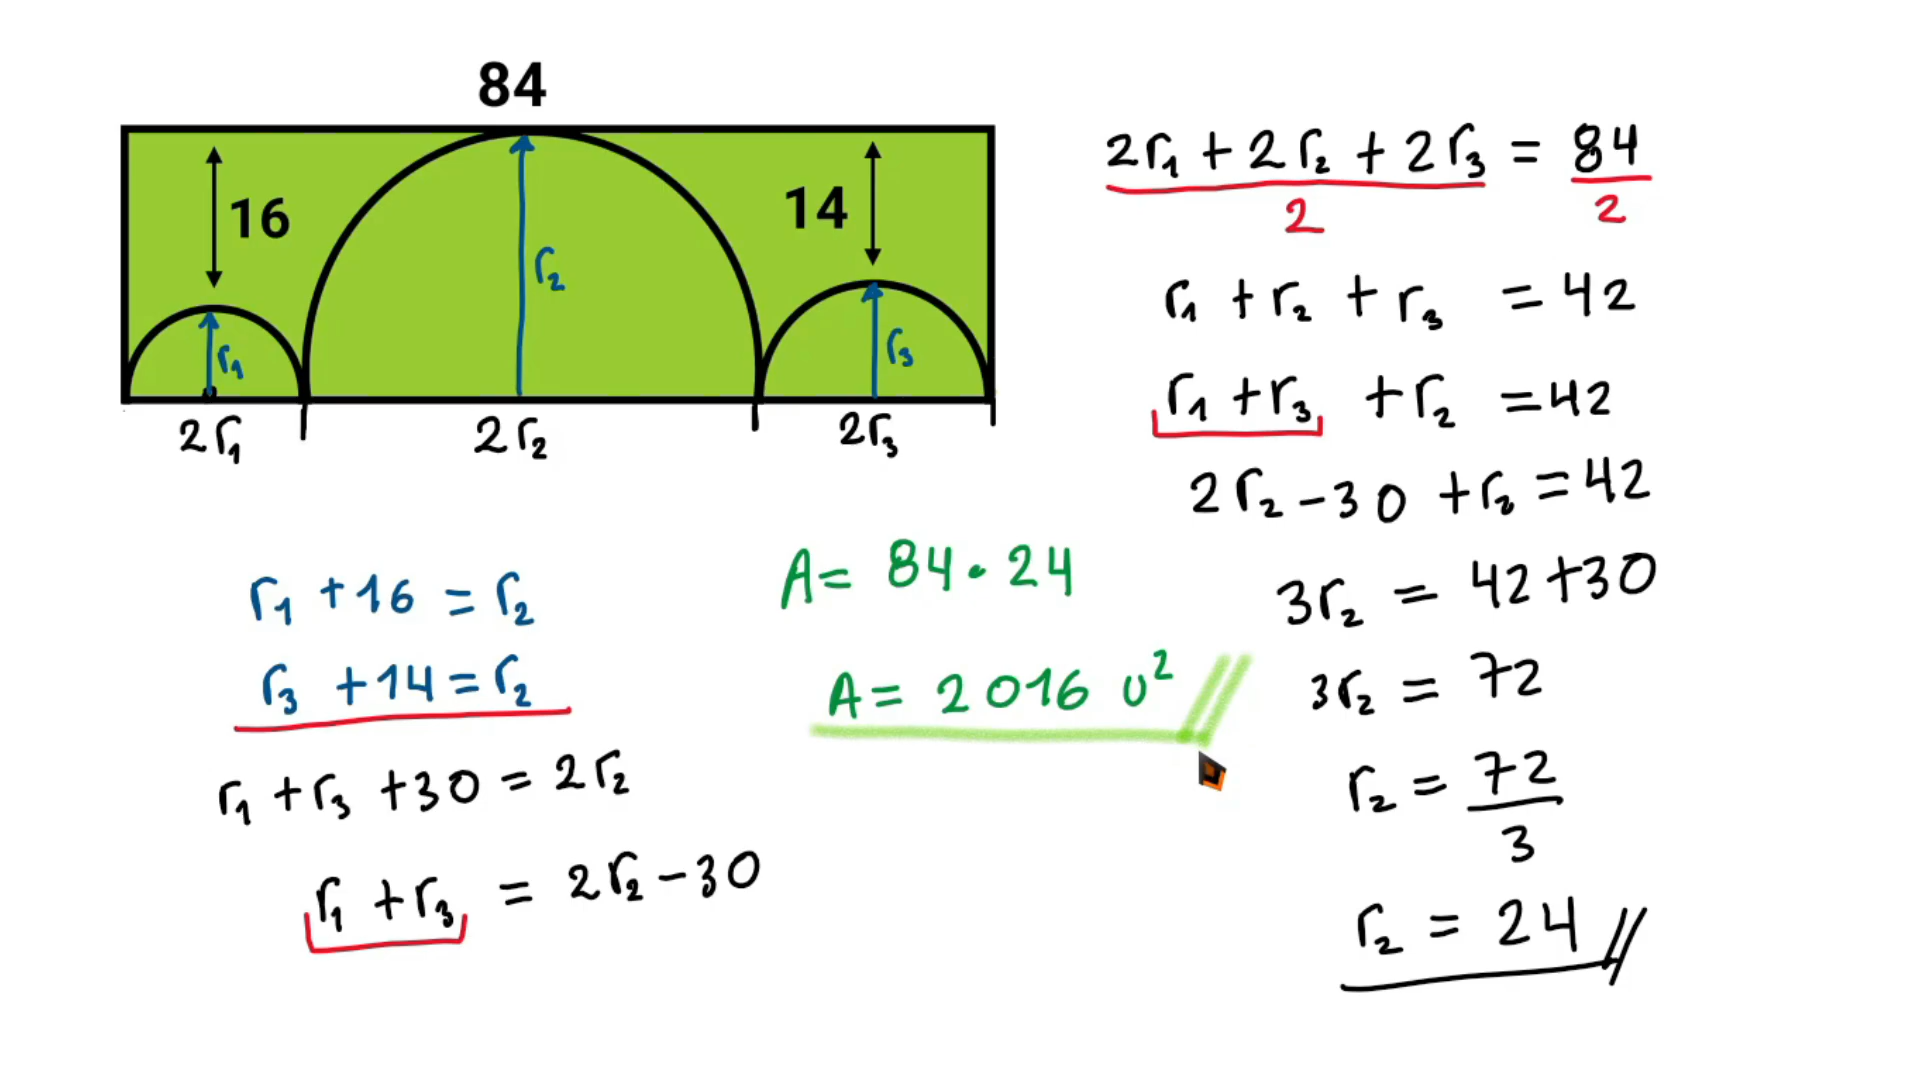 84
16
14
r₂
r₁
r₃
2r₁
2r₂
2r₃
r₁ + 16 = r₂
r₃ + 14 = r₂
r₁ + r₃ + 30 = 2r₂
r₁ + r₃ = 2r₂ - 30
A = 84 · 24
A = 2016 u²
2r₁ + 2r₂ + 2r₃ = 84
2 2
r₁ + r₂ + r₃ = 42
r₁ + r₃ + r₂ = 42
2r₂ - 30 + r₂ = 42
3r₂ = 42 + 30
3r₂ = 72
r₂ = 72
3
r₂ = 24